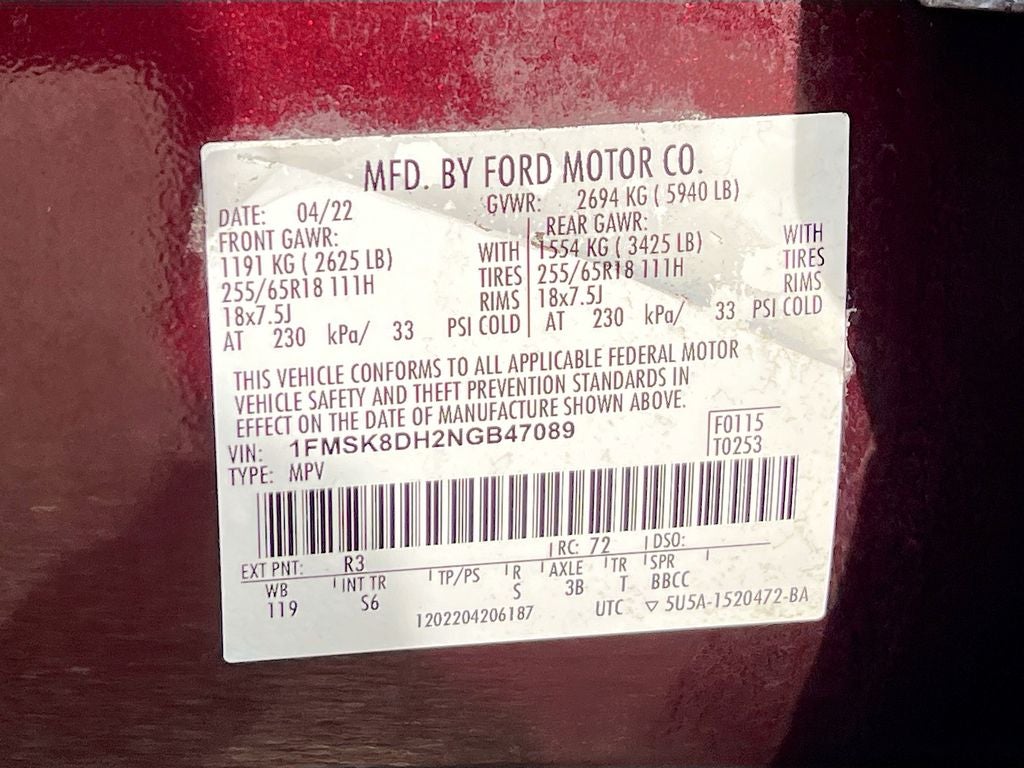 MFD. BY FORD MOTOR CO.
DATE: 04/22 GVWR: 2694 KG ( 5940 LB)
FRONT GAWR: REAR GAWR:
1191 KG ( 2625 LB) WITH 1554 KG ( 3425 LB) WITH
255/65R18 111H TIRES 255/65R18 111H TIRES
18x7.5J RIMS 18x7.5J RIMS
AT 230 kPa/ 33 PSI COLD AT 230 kPa/ 33 PSI COLD
THIS VEHICLE CONFORMS TO ALL APPLICABLE FEDERAL MOTOR
VEHICLE SAFETY AND THEFT PREVENTION STANDARDS IN
EFFECT ON THE DATE OF MANUFACTURE SHOWN ABOVE.
VIN: 1FMSK8DH2NGB47089 F0115
TYPE: MPV T0253
EXT PNT: R3 RC: 72 DSO:
WB INT TR TP/PS R AXLE TR SPR
119 S6 S 3B T BBCC
1202204206187 UTC ▽ 5U5A-1520472-BA